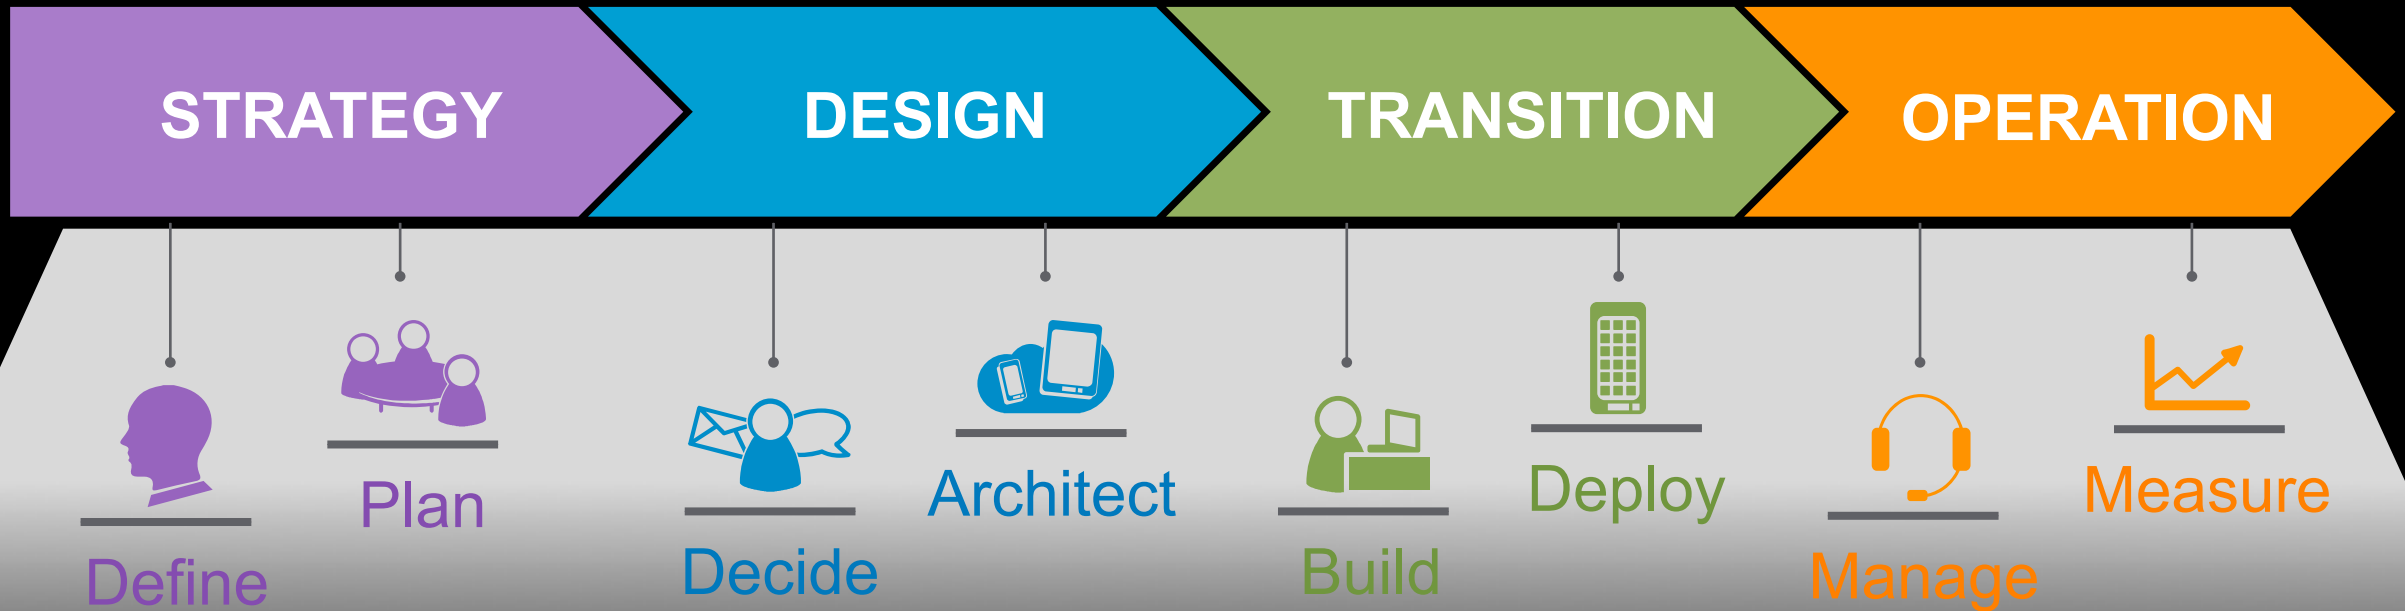 STRATEGY
DESIGN
TRANSITION
OPERATION
Define
Plan
Decide
Architect
Build
Deploy
Manage
Measure